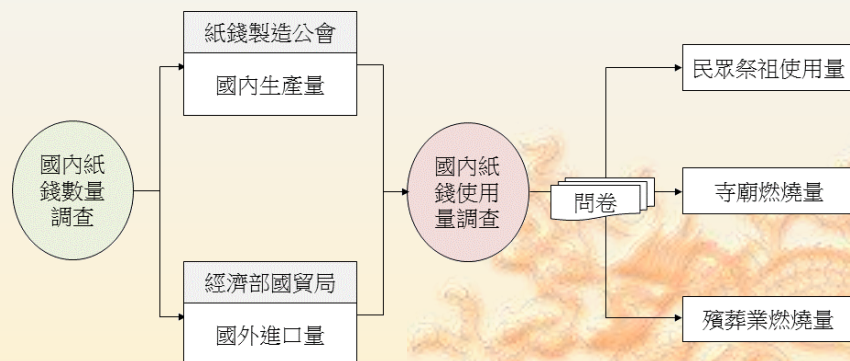 國內紙
錢數量
調查
紙錢製造公會
國內生產量
經濟部國貿局
國外進口量
國內紙
錢使用
量調查
問卷
民眾祭祖使用量
寺廟燃燒量
殯葬業燃燒量